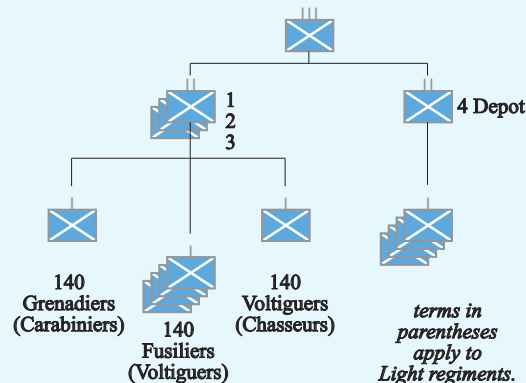 1
2
3
4 Depot
140
Grenadiers
(Carabiniers)
140
Fusiliers
(Voltiguers)
140
Voltiguers
(Chasseurs)
terms in
parentheses
apply to
Light regiments.